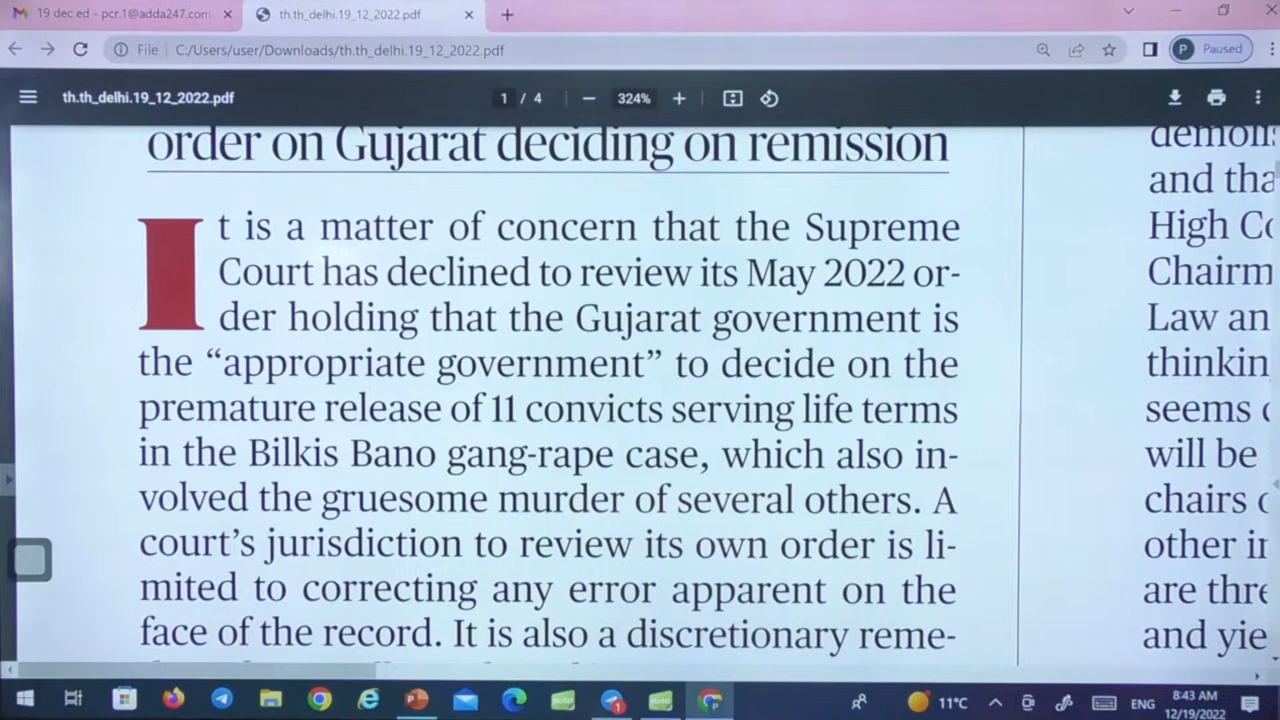 19 dec ed - pcr.1@adda247.com
th.th_delhi.19_12_2022.pdf
File
C:/Users/user/Downloads/th.th_delhi.19_12_2022.pdf
P Paused
th.th_delhi.19_12_2022.pdf
1 / 4
324%
order on Gujarat deciding on remission
It is a matter of concern that the Supreme
Court has declined to review its May 2022 or-
der holding that the Gujarat government is
the “appropriate government” to decide on the
premature release of 11 convicts serving life terms
in the Bilkis Bano gang-rape case, which also in-
volved the gruesome murder of several others. A
court’s jurisdiction to review its own order is li-
mited to correcting any error apparent on the
face of the record. It is also a discretionary reme-
and tha
High Co
Chairm
Law an
thinkin
seems
will be
chairs
other in
are thre
and yie
11°C
ENG
8:43 AM
12/19/2022